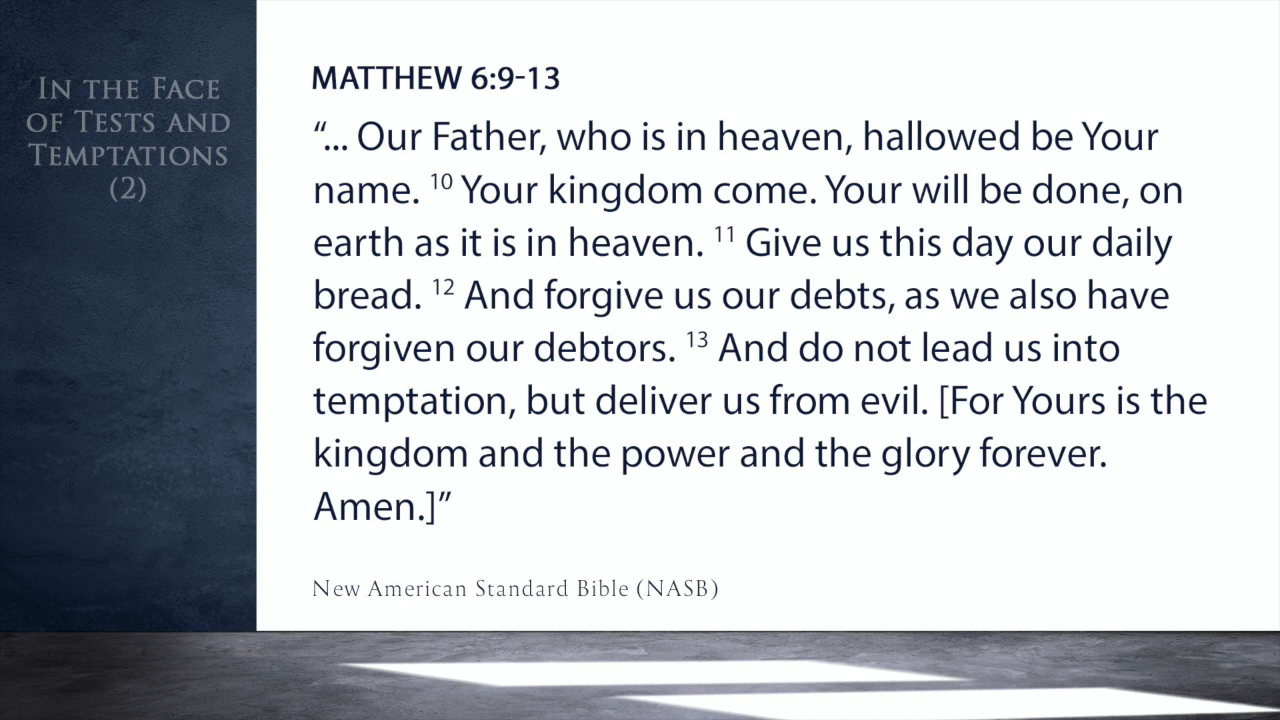 In the Face
of Tests and
Temptations
(2)
MATTHEW 6:9-13
“... Our Father, who is in heaven, hallowed be Your
name. 10 Your kingdom come. Your will be done, on
earth as it is in heaven. 11 Give us this day our daily
bread. 12 And forgive us our debts, as we also have
forgiven our debtors. 13 And do not lead us into
temptation, but deliver us from evil. [For Yours is the
kingdom and the power and the glory forever.
Amen.]”
New American Standard Bible (NASB)